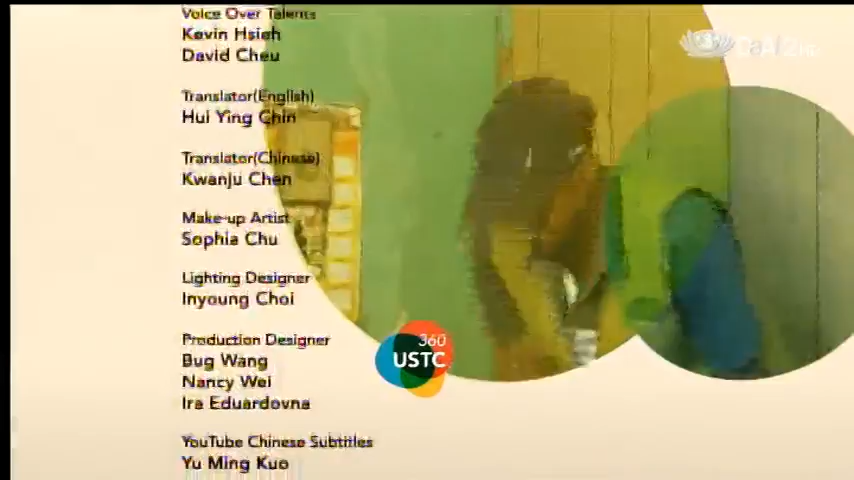 Voice Over Talents
Kevin Hsieh
David Cheu
Translator(English)
Hui Ying Chin
Translator(Chinese)
Kwanju Chen
Make-up Artist
Sophia Chu
Lighting Designer
Inyoung Choi
Production Designer
Bug Wang
Nancy Wei
Ira Eduardovna
YouTube Chinese Subtitles
Yu Ming Kuo
360
USTC